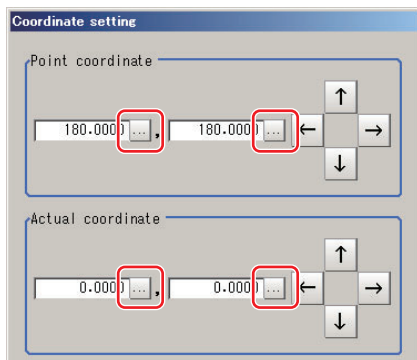 Coordinate setting
Point coordinate
↑
180.0000 ... , 180.0000 ... ← →
↓
Actual coordinate
↑
0.0000 ... , 0.0000 ... ← →
↓